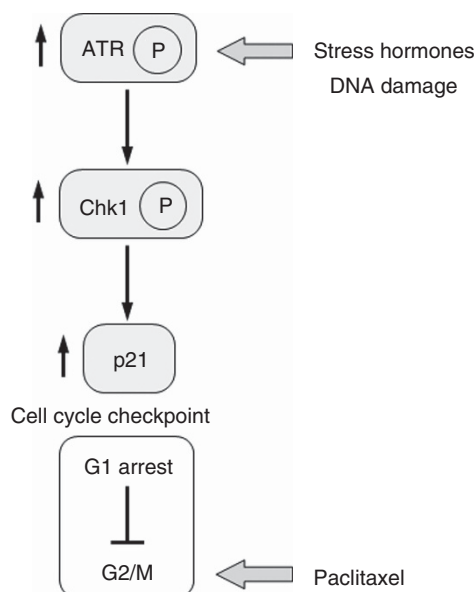 ATR P
Stress hormones
DNA damage
Chk1 P
p21
Cell cycle checkpoint
G1 arrest
G2/M
Paclitaxel